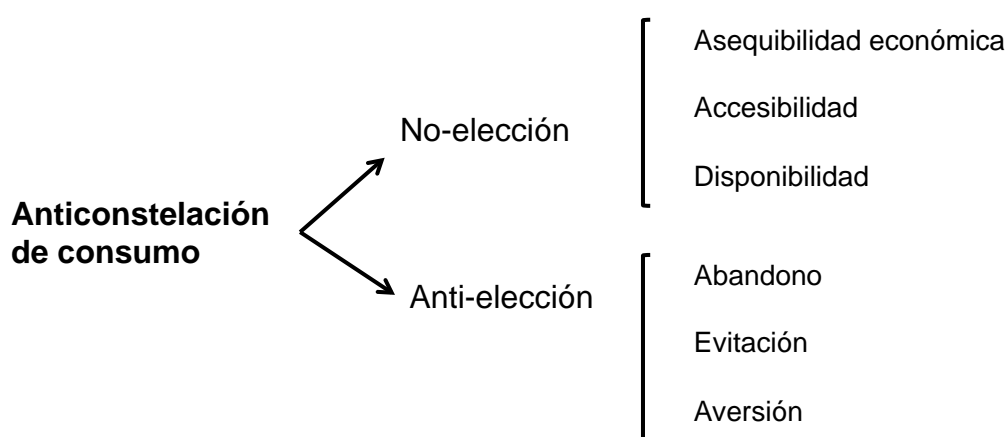 Asequibilidad económica
No-elección
Accesibilidad
Disponibilidad
Anticonstelación
de consumo
Anti-elección
Abandono
Evitación
Aversión